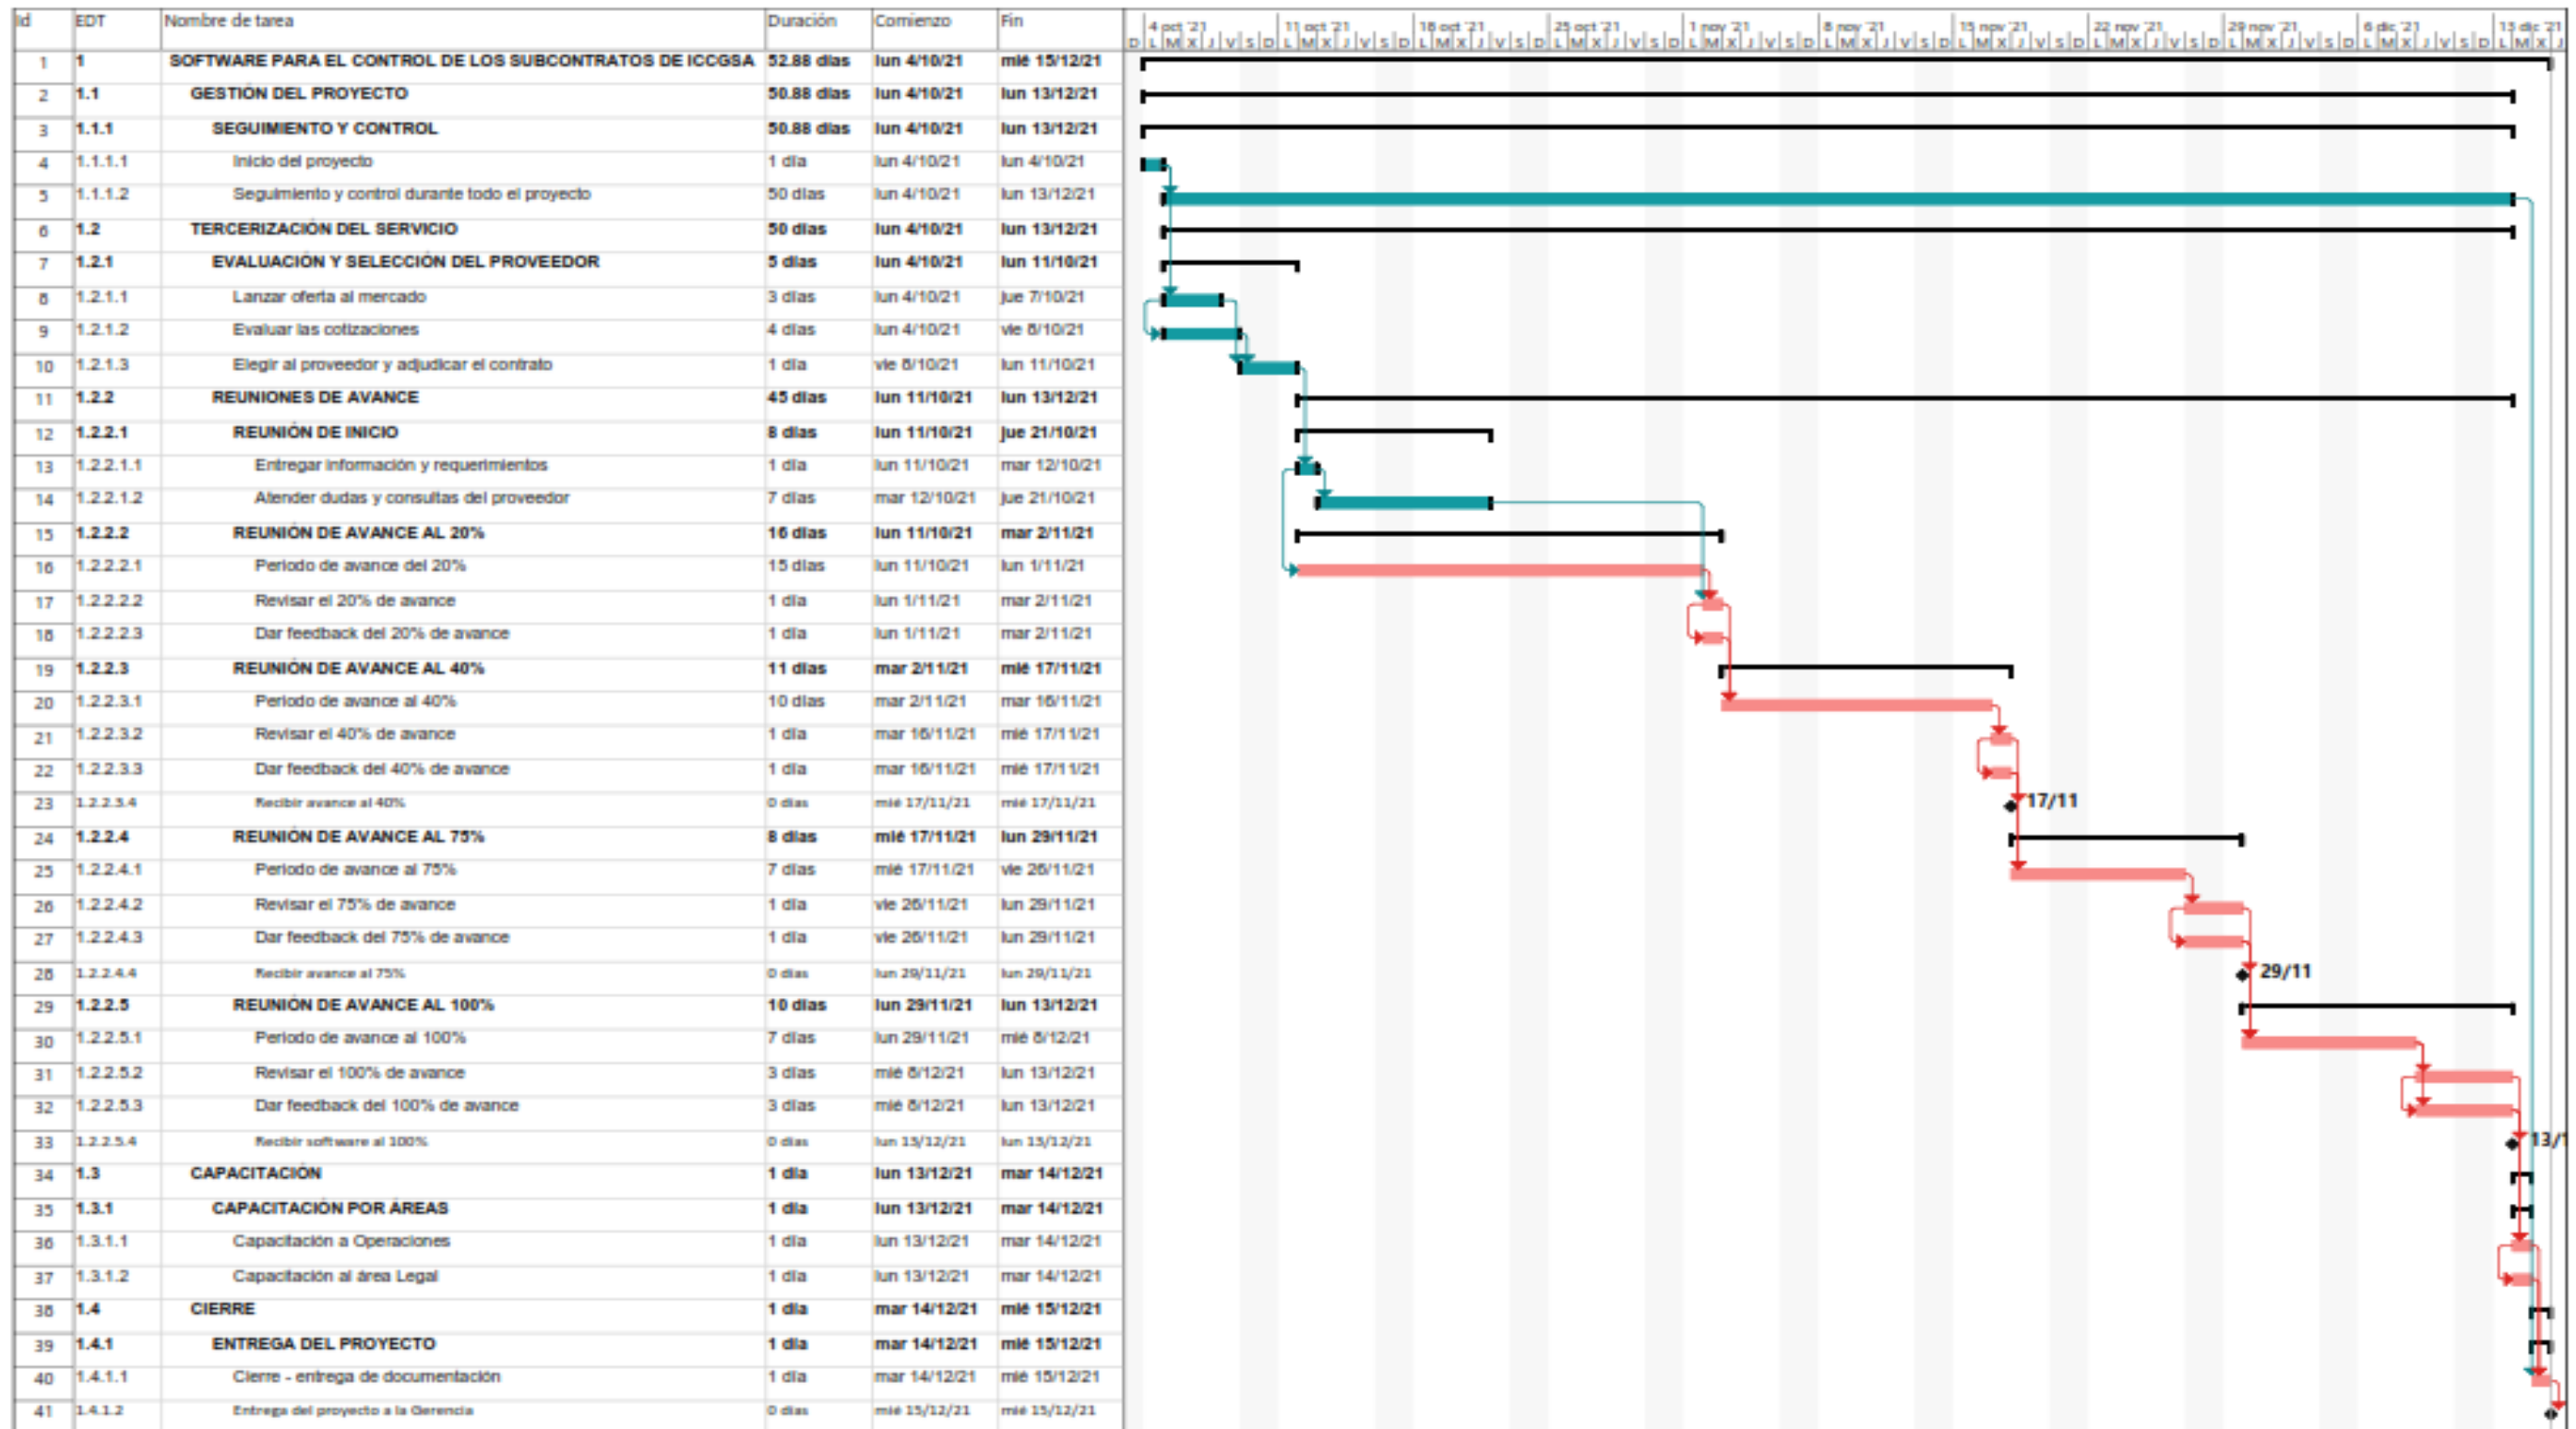 Id EDT Nombre de tarea Duración Comienzo Fin 4 oct '21 11 oct '21 18 oct '21 25 oct '21 1 nov '21 8 nov '21 15 nov '21 22 nov '21 29 nov '21 6 dic '21 13 dic '21
D L M X J V S D L M X J V S D L M X J V S D L M X J V S D L M X J V S D L M X J V S D L M X J V S D L M X J V S D L M X J V S D L M X J V S D L M X J
1 1 SOFTWARE PARA EL CONTROL DE LOS SUBCONTRATOS DE ICCGSA 52.88 días lun 4/10/21 mié 15/12/21
2 1.1 GESTIÓN DEL PROYECTO 50.88 días lun 4/10/21 lun 13/12/21
3 1.1.1 SEGUIMIENTO Y CONTROL 50.88 días lun 4/10/21 lun 13/12/21
4 1.1.1.1 Inicio del proyecto 1 día lun 4/10/21 lun 4/10/21
5 1.1.1.2 Seguimiento y control durante todo el proyecto 50 días lun 4/10/21 lun 13/12/21
6 1.2 TERCERIZACIÓN DEL SERVICIO 50 días lun 4/10/21 lun 13/12/21
7 1.2.1 EVALUACIÓN Y SELECCIÓN DEL PROVEEDOR 5 días lun 4/10/21 lun 11/10/21
8 1.2.1.1 Lanzar oferta al mercado 3 días lun 4/10/21 jue 7/10/21
9 1.2.1.2 Evaluar las cotizaciones 4 días lun 4/10/21 vie 8/10/21
10 1.2.1.3 Elegir al proveedor y adjudicar el contrato 1 día vie 8/10/21 lun 11/10/21
11 1.2.2 REUNIONES DE AVANCE 45 días lun 11/10/21 lun 13/12/21
12 1.2.2.1 REUNIÓN DE INICIO 8 días lun 11/10/21 jue 21/10/21
13 1.2.2.1.1 Entregar información y requerimientos 1 día lun 11/10/21 mar 12/10/21
14 1.2.2.1.2 Atender dudas y consultas del proveedor 7 días mar 12/10/21 jue 21/10/21
15 1.2.2.2 REUNIÓN DE AVANCE AL 20% 16 días lun 11/10/21 mar 2/11/21
16 1.2.2.2.1 Periodo de avance del 20% 15 días lun 11/10/21 lun 1/11/21
17 1.2.2.2.2 Revisar el 20% de avance 1 día lun 1/11/21 mar 2/11/21
18 1.2.2.2.3 Dar feedback del 20% de avance 1 día lun 1/11/21 mar 2/11/21
19 1.2.2.3 REUNIÓN DE AVANCE AL 40% 11 días mar 2/11/21 mié 17/11/21
20 1.2.2.3.1 Periodo de avance al 40% 10 días mar 2/11/21 mar 16/11/21
21 1.2.2.3.2 Revisar el 40% de avance 1 día mar 16/11/21 mié 17/11/21
22 1.2.2.3.3 Dar feedback del 40% de avance 1 día mar 16/11/21 mié 17/11/21
23 1.2.2.3.4 Recibir avance al 40% 0 días mié 17/11/21 mié 17/11/21 17/11
24 1.2.2.4 REUNIÓN DE AVANCE AL 75% 8 días mié 17/11/21 lun 29/11/21
25 1.2.2.4.1 Periodo de avance al 75% 7 días mié 17/11/21 vie 26/11/21
26 1.2.2.4.2 Revisar el 75% de avance 1 día vie 26/11/21 lun 29/11/21
27 1.2.2.4.3 Dar feedback del 75% de avance 1 día vie 26/11/21 lun 29/11/21
28 1.2.2.4.4 Recibir avance al 75% 0 días lun 29/11/21 lun 29/11/21 29/11
29 1.2.2.5 REUNIÓN DE AVANCE AL 100% 10 días lun 29/11/21 lun 13/12/21
30 1.2.2.5.1 Periodo de avance al 100% 7 días lun 29/11/21 mié 8/12/21
31 1.2.2.5.2 Revisar el 100% de avance 3 días mié 8/12/21 lun 13/12/21
32 1.2.2.5.3 Dar feedback del 100% de avance 3 días mié 8/12/21 lun 13/12/21
33 1.2.2.5.4 Recibir software al 100% 0 días lun 13/12/21 lun 13/12/21 13/1
34 1.3 CAPACITACIÓN 1 día lun 13/12/21 mar 14/12/21
35 1.3.1 CAPACITACIÓN POR ÁREAS 1 día lun 13/12/21 mar 14/12/21
36 1.3.1.1 Capacitación a Operaciones 1 día lun 13/12/21 mar 14/12/21
37 1.3.1.2 Capacitación al área Legal 1 día lun 13/12/21 mar 14/12/21
38 1.4 CIERRE 1 día mar 14/12/21 mié 15/12/21
39 1.4.1 ENTREGA DEL PROYECTO 1 día mar 14/12/21 mié 15/12/21
40 1.4.1.1 Cierre - entrega de documentación 1 día mar 14/12/21 mié 15/12/21
41 1.4.1.2 Entrega del proyecto a la Gerencia 0 días mié 15/12/21 mié 15/12/21